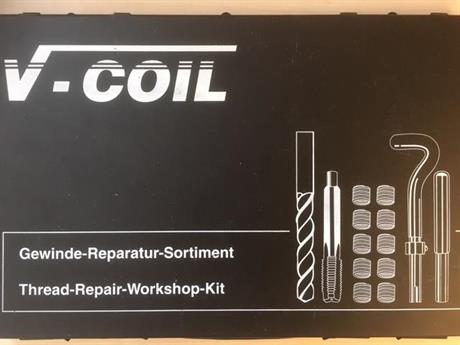 V-COIL
Gewinde-Reparatur-Sortiment
Thread-Repair-Workshop-Kit